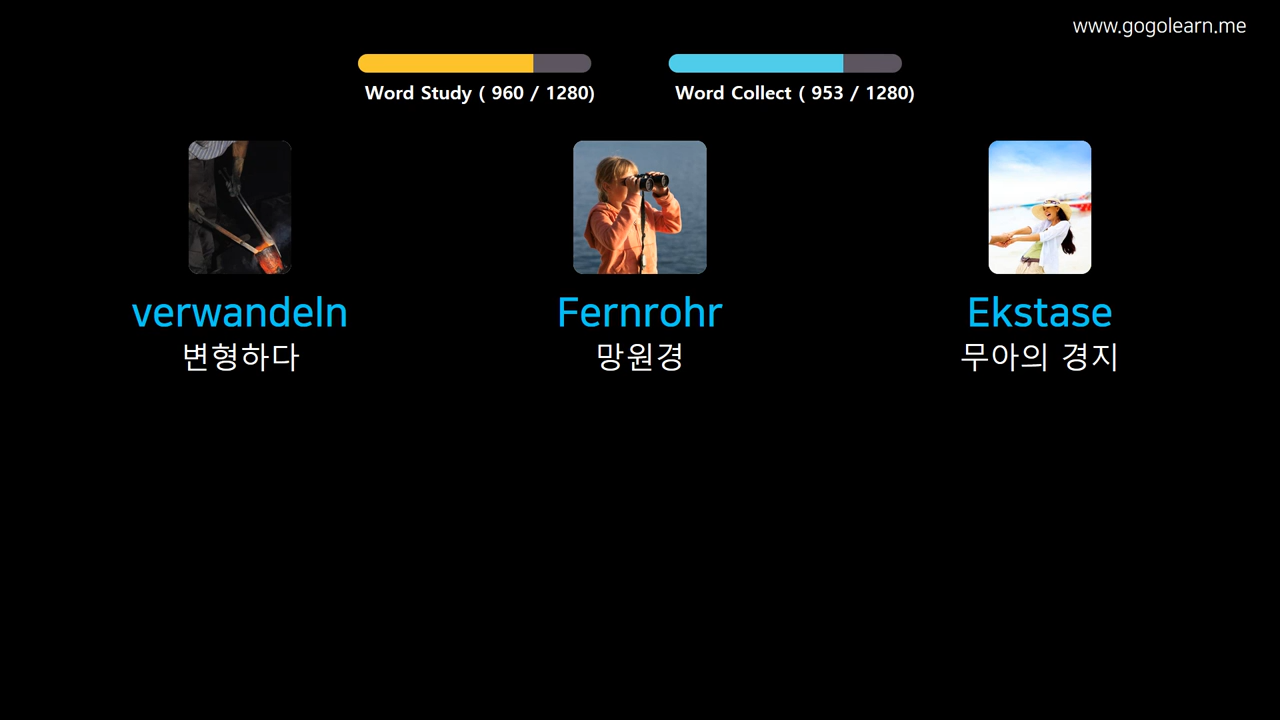 www.gogolearn.me
Word Study ( 960 / 1280)
Word Collect ( 953 / 1280)
verwandeln
변형하다
Fernrohr
망원경
Ekstase
무아의 경지